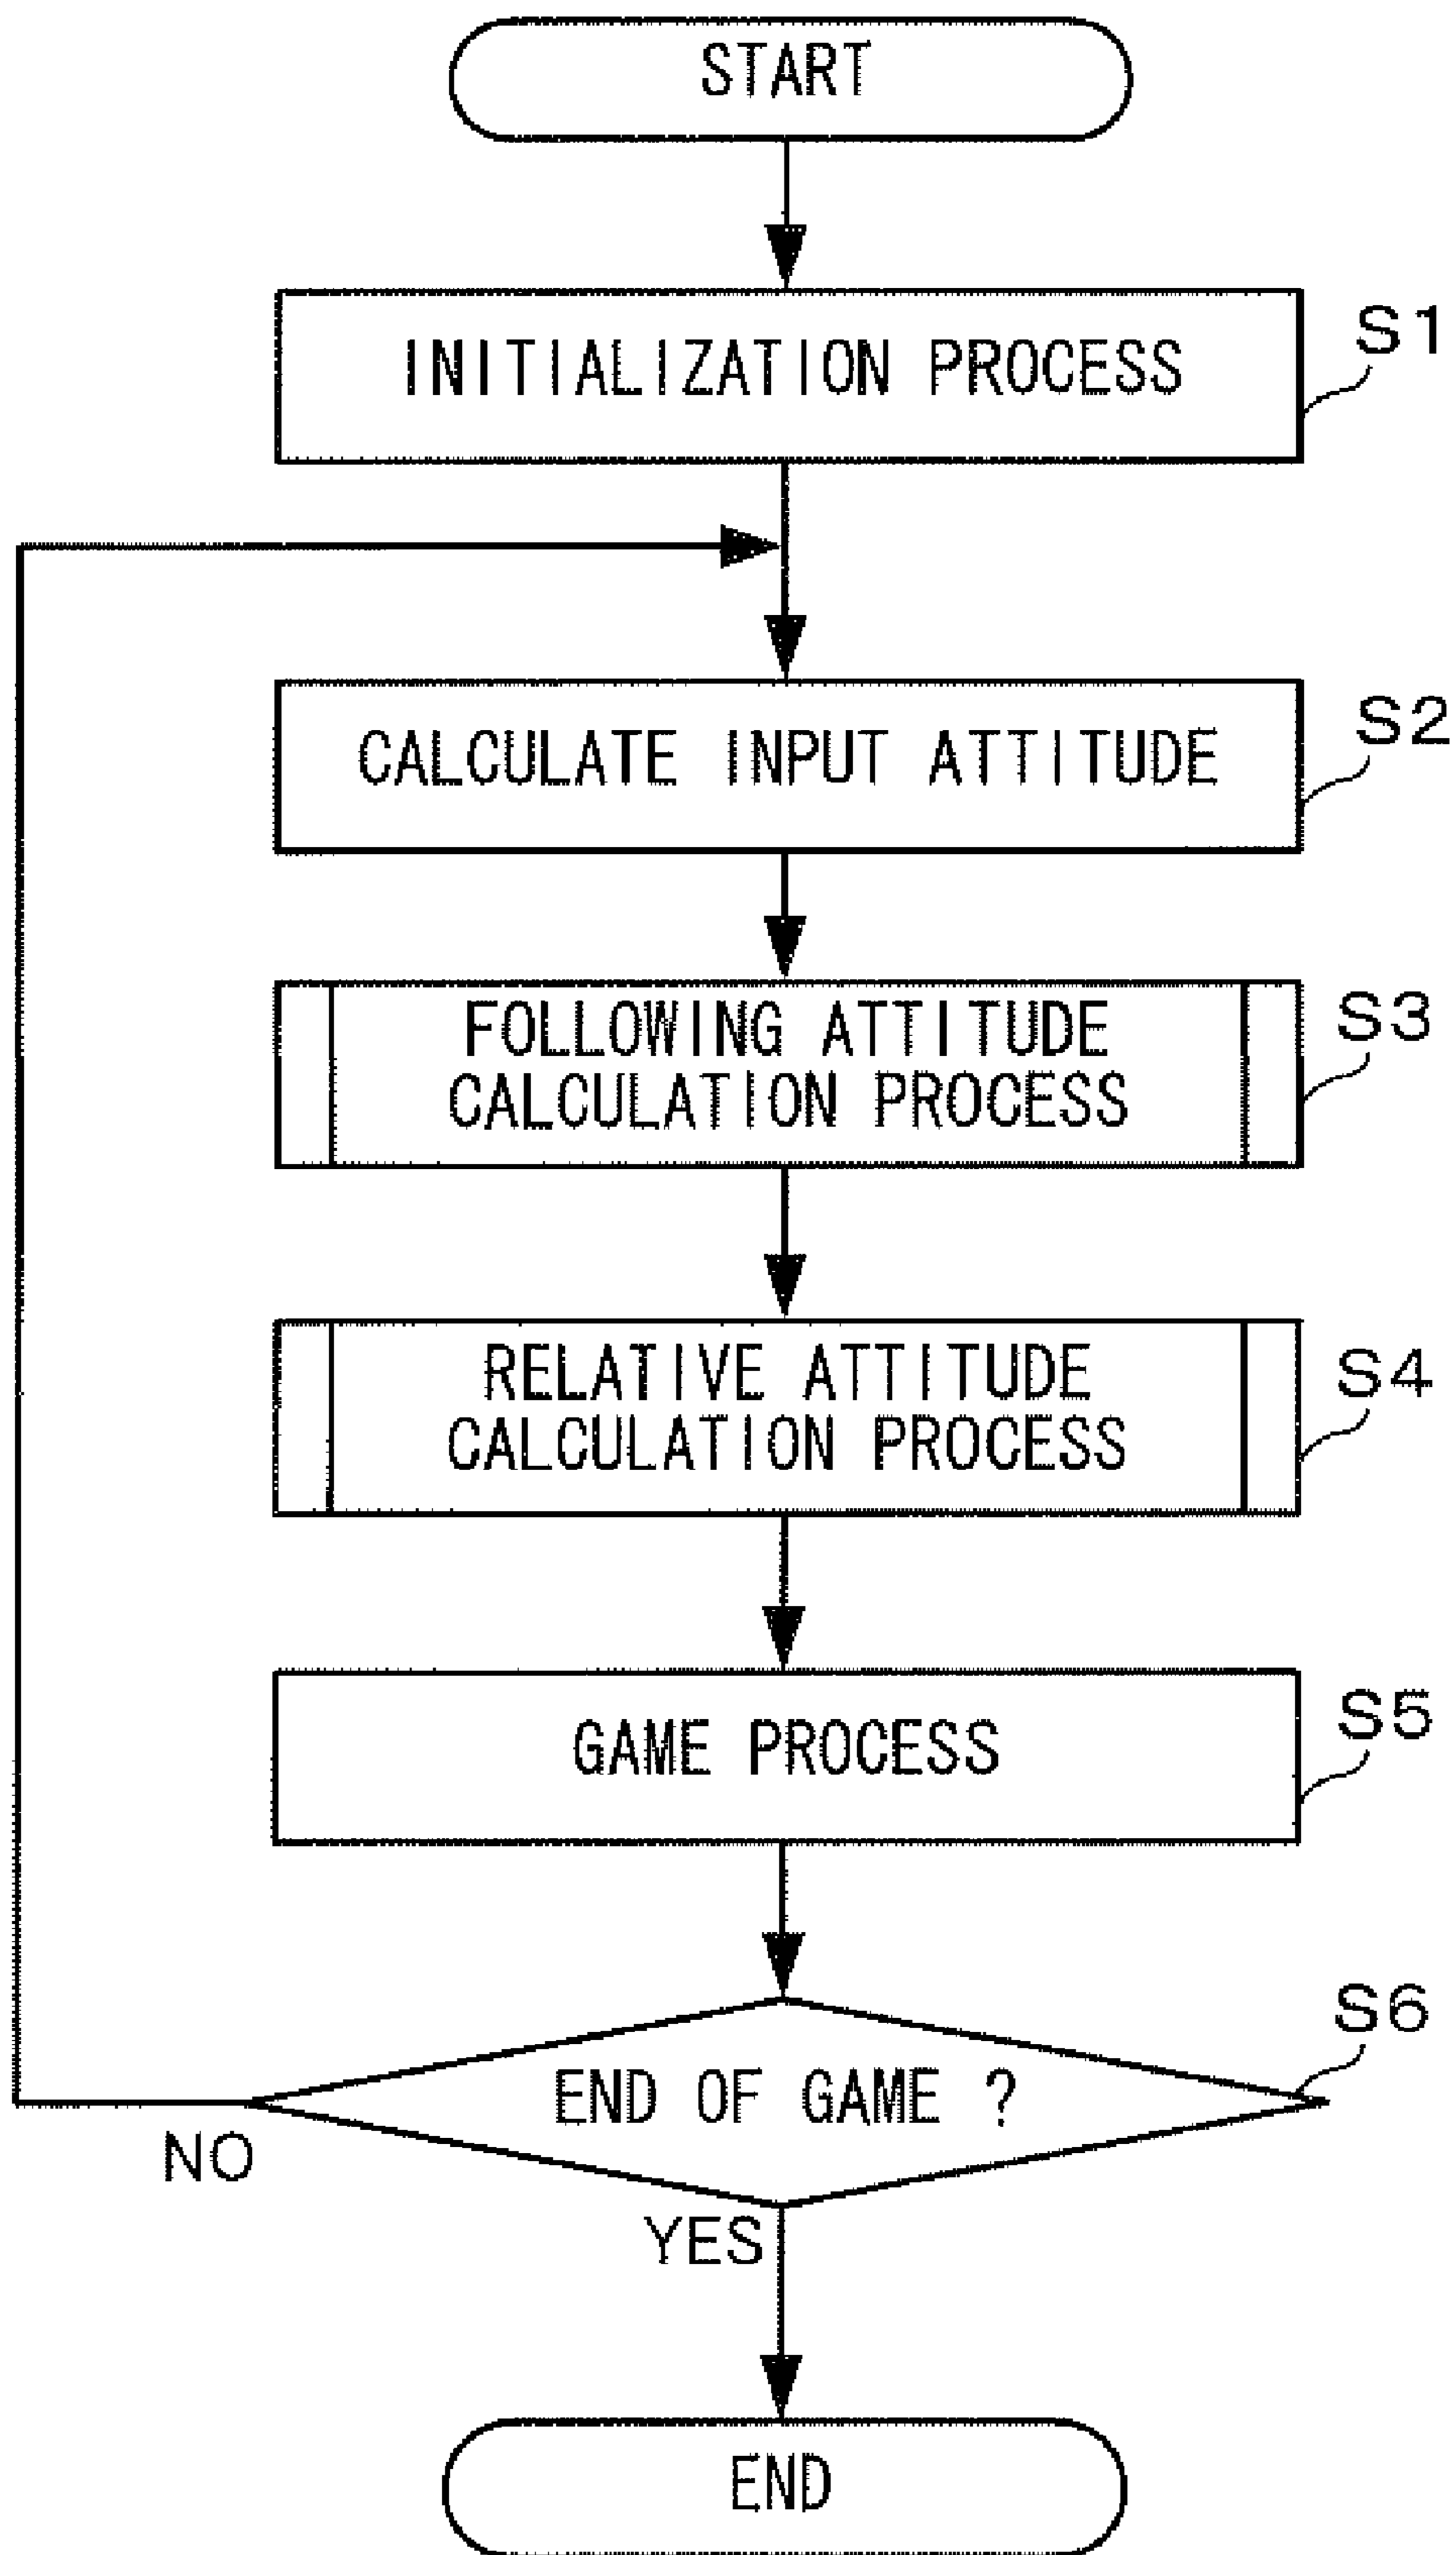 START
INITIALIZATION PROCESS
S1
CALCULATE INPUT ATTITUDE
S2
FOLLOWING ATTITUDE
CALCULATION PROCESS
S3
RELATIVE ATTITUDE
CALCULATION PROCESS
S4
GAME PROCESS
S5
END OF GAME ?
S6
NO
YES
END